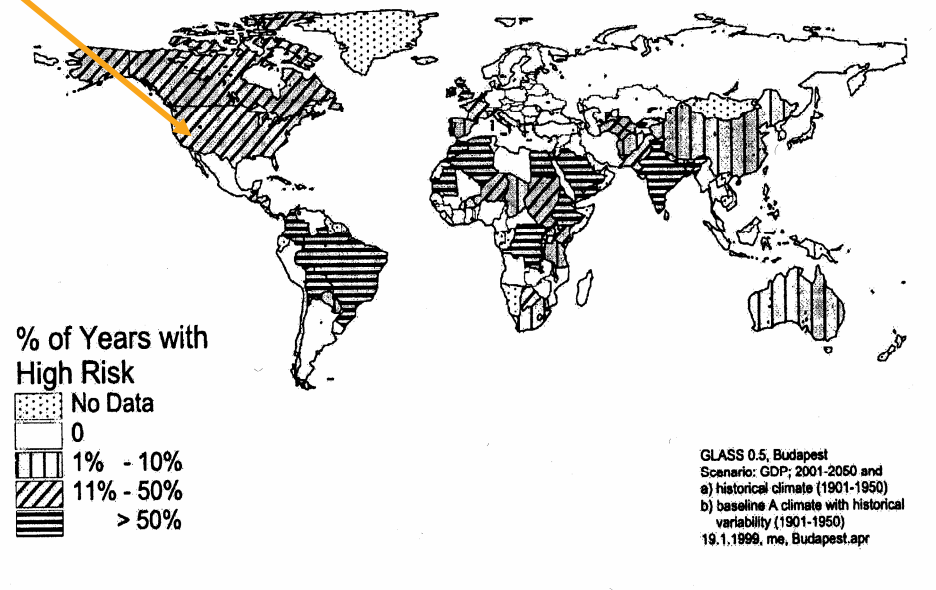 % of Years with
High Risk
No Data
0
1% - 10%
11% - 50%
> 50%
GLASS 0.5, Budapest
Scenario: GDP; 2001-2050 and
a) historical climate (1901-1950)
b) baseline A climate with historical
variability (1901-1950)
19.1.1999, me, Budapest.apr